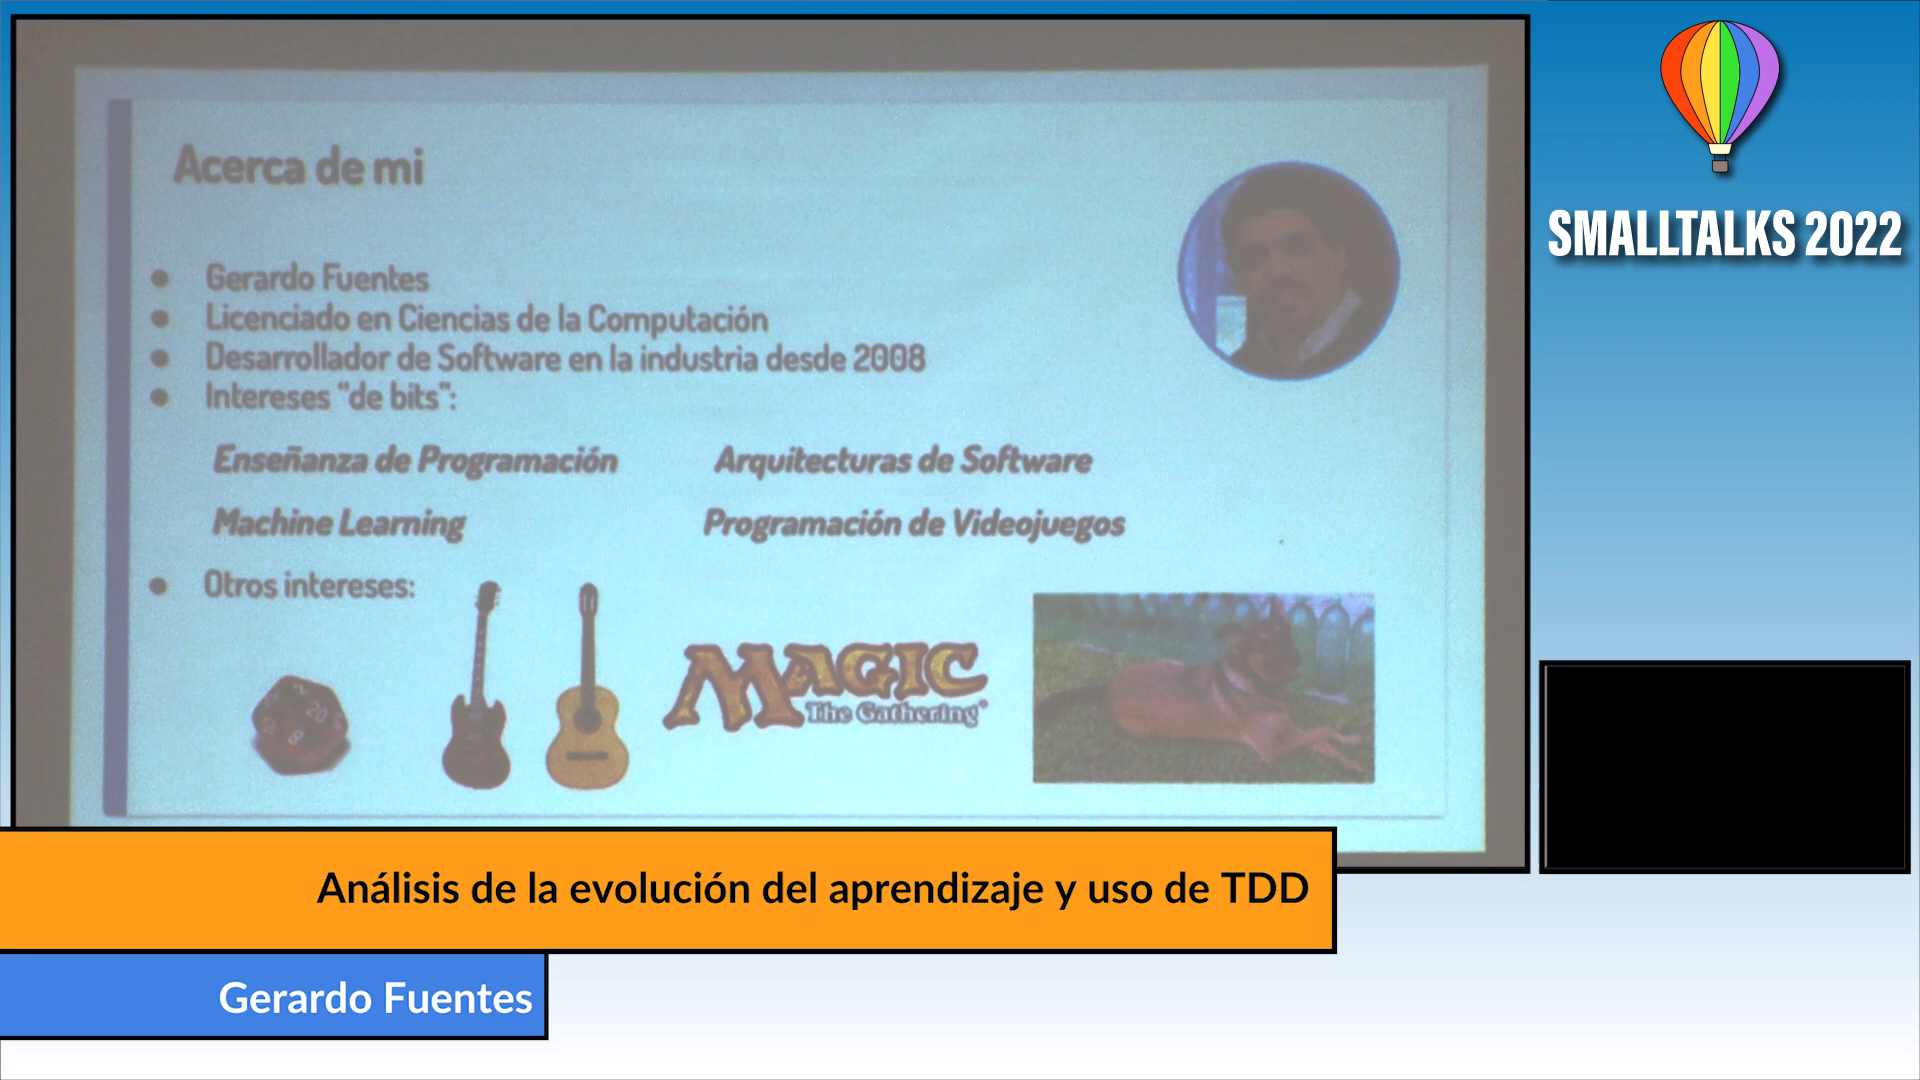 Acerca de mi
Gerardo Fuentes
Licenciado en Ciencias de la Computación
Desarrollador de Software en la industria desde 2008
Intereses "de bits":
Enseñanza de Programación
Arquitecturas de Software
Machine Learning
Programación de Videojuegos
Otros intereses:
20
8
MAGIC
The Gathering®
SMALLTALKS 2022
Análisis de la evolución del aprendizaje y uso de TDD
Gerardo Fuentes